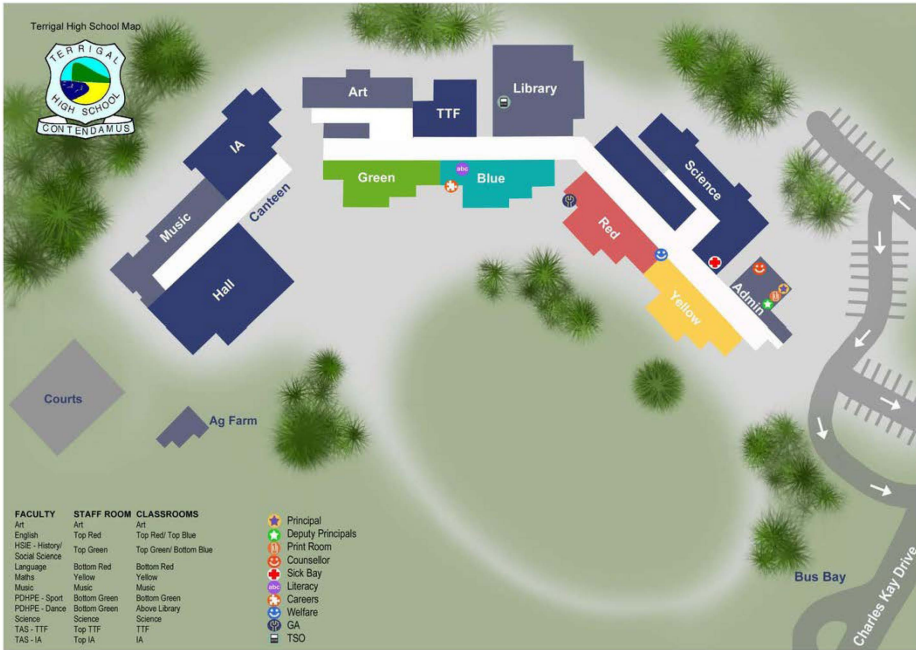 Terrigal High School Map
TERRIGAL
HIGH SCHOOL
CONTENDAMUS
Art
TTF
Library
IA
Canteen
Music
Hall
Green
abc
Blue
Red
Science
Yellow
Admin
Courts
Ag Farm
Bus Bay
Charles Kay Drive
FACULTY STAFF ROOM CLASSROOMS
Art Art Art
English Top Red Top Red/ Top Blue
HSIE - History/
Social Science Top Green Top Green/ Bottom Blue
Language Bottom Red Bottom Red
Maths Yellow Yellow
Music Music Music
PDHPE - Sport Bottom Green Bottom Green
PDHPE - Dance Bottom Green Above Library
Science Science Science
TAS - TTF Top TTF TTF
TAS - IA Top IA IA
Principal
Deputy Principals
Print Room
Counsellor
Sick Bay
abc Literacy
Careers
Welfare
GA
TSO